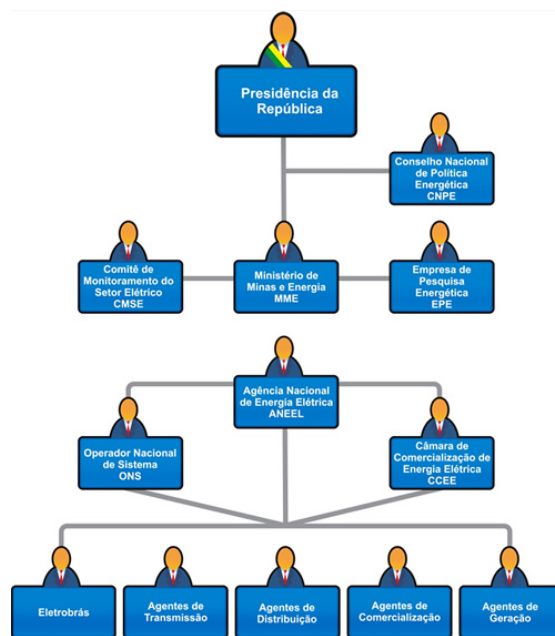 Presidência da
República
Conselho Nacional
de Política
Energética
CNPE
Comitê de
Monitoramento do
Setor Elétrico
CMSE
Ministério de
Minas e Energia
MME
Empresa de
Pesquisa
Energética
EPE
Agência Nacional
de Energia Elétrica
ANEEL
Operador Nacional
de Sistema
ONS
Câmara de
Comercialização de
Energia Elétrica
CCEE
Eletrobrás
Agentes de
Transmissão
Agentes de
Distribuição
Agentes de
Comercialização
Agentes de
Geração